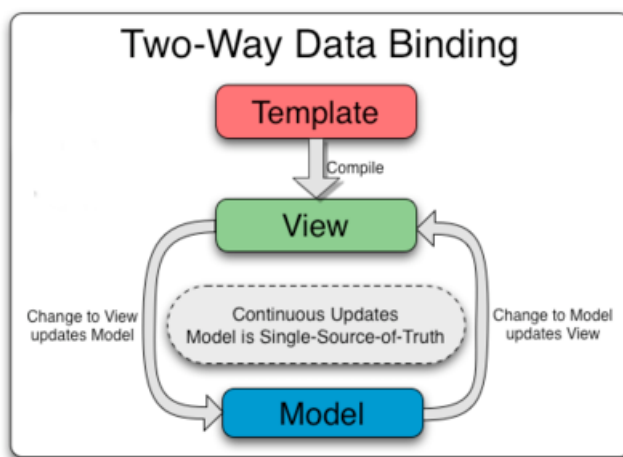 Two-Way Data Binding
Template
Compile
View
Change to View
updates Model
Continuous Updates
Model is Single-Source-of-Truth
Change to Model
updates View
Model